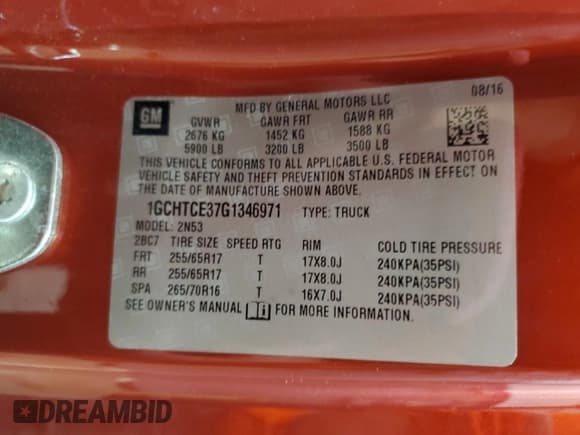 GM
MFD BY GENERAL MOTORS LLC
08/16
GVWR GAWR FRT GAWR RR
2676 KG 1452 KG 1588 KG
5900 LB 3200 LB 3500 LB
THIS VEHICLE CONFORMS TO ALL APPLICABLE U.S. FEDERAL MOTOR
VEHICLE SAFETY AND THEFT PREVENTION STANDARDS IN EFFECT ON
THE DATE OF MANUFACTURE SHOWN ABOVE.
1GCHTCE37G1346971 TYPE: TRUCK
MODEL: 2N53
2BC7 TIRE SIZE SPEED RTG RIM COLD TIRE PRESSURE
FRT 255/65R17 T 17X8.0J 240KPA(35PSI)
RR 255/65R17 T 17X8.0J 240KPA(35PSI)
SPA 265/70R16 T 16X7.0J 240KPA(35PSI)
SEE OWNER'S MANUAL FOR MORE INFORMATION.
DREAMBID